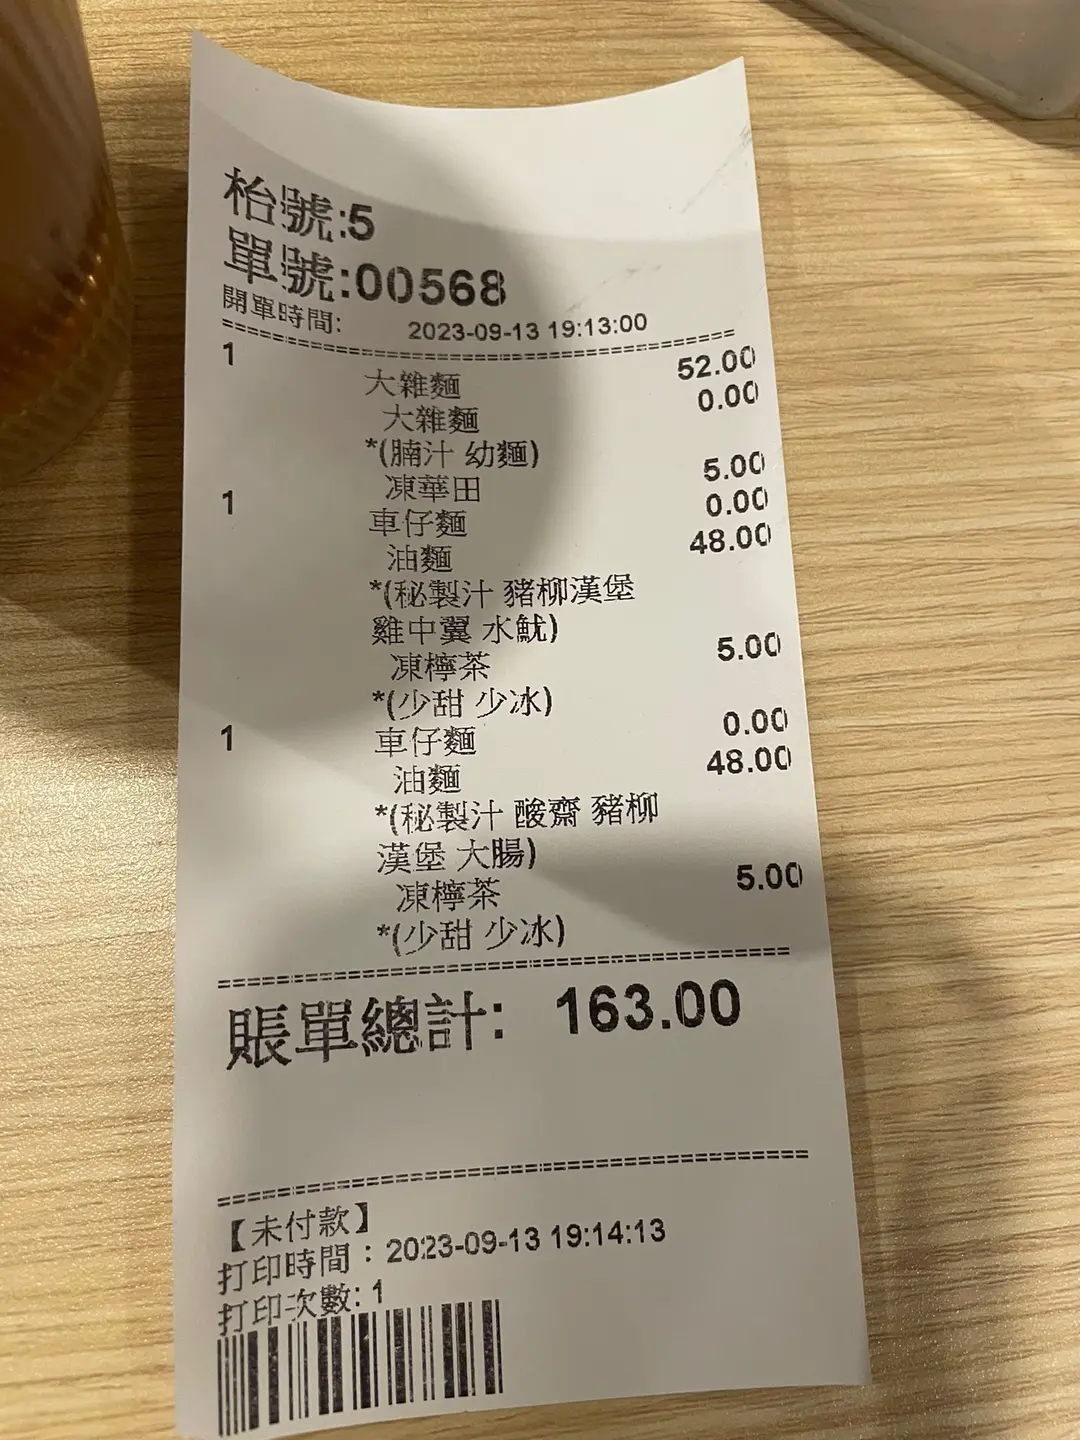 枱號:5
單號:00568
開單時間: 2023-09-13 19:13:00
1 大雜麵 52.00
大雜麵 0.00
*(腩汁 幼麵)
凍華田 5.00
1 車仔麵 0.00
油麵 48.00
*(秘製汁 豬柳漢堡
雞中翼 水魷)
凍檸茶 5.00
*(少甜 少冰)
1 車仔麵 0.00
油麵 48.00
*(秘製汁 酸齋 豬柳
漢堡 大腸)
凍檸茶 5.00
*(少甜 少冰)
賬單總計: 163.00
【未付款】
打印時間：2023-09-13 19:14:13
打印次數: 1